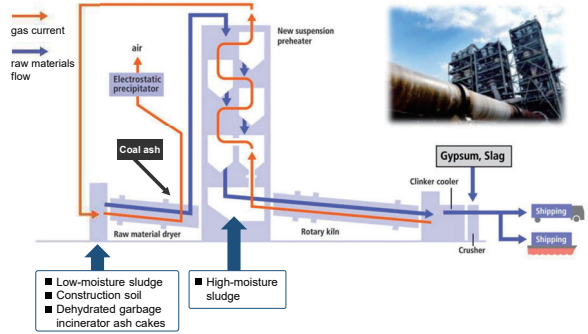 gas current
raw materials
flow
air
Electrostatic
precipitator
New suspension
preheater
Coal ash
Raw material dryer
Rotary kiln
Gypsum, Slag
Clinker cooler
Crusher
Shipping
Shipping
■ Low-moisture sludge
■ Construction soil
■ Dehydrated garbage
incinerator ash cakes
■ High-moisture
sludge